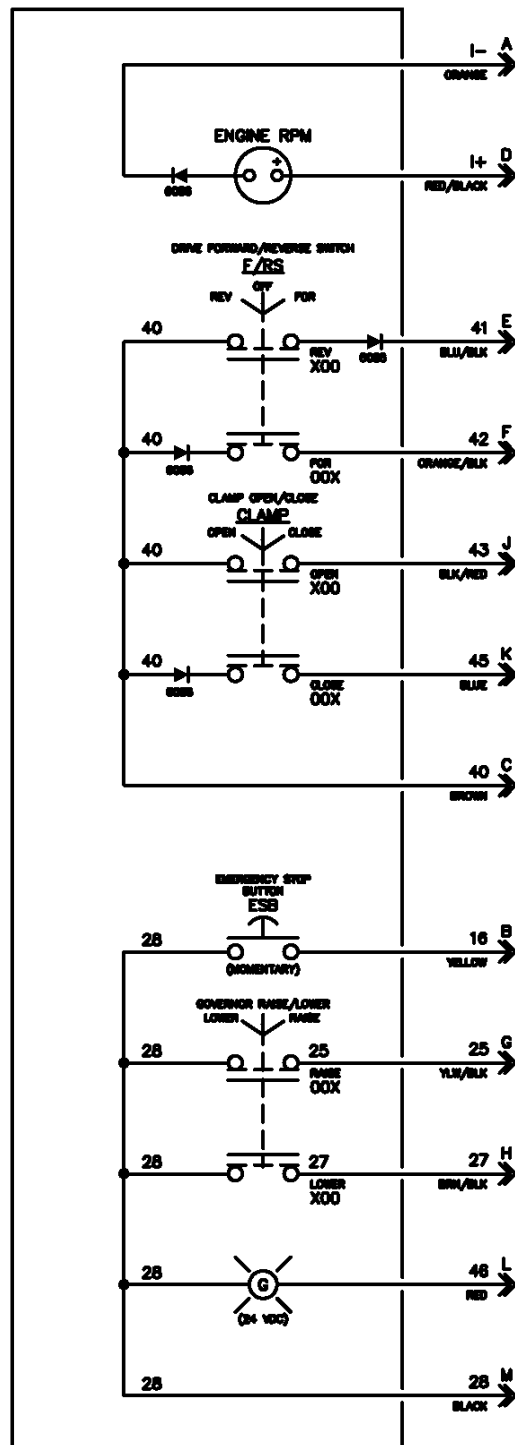 I- A
ORANGE
ENGINE RPM
+
I+ D
RED/BLACK
6086
DRIVE FORWARD/REVERSE SWITCH
F/RS
OFF
REV FOR
40 41 E
REV 6086 BLU/BLK
X00
40 42 F
6086 FOR ORANGE/BLK
00X
CLAMP OPEN/CLOSE
CLAMP
OPEN CLOSE
40 43 J
OPEN BLK/RED
X00
40 45 K
6086 CLOSE BLUE
00X
40 C
BROWN
EMERGENCY STOP
BUTTON
ESB
28 16 B
(MOMENTARY) YELLOW
GOVERNOR RAISE/LOWER
LOWER RAISE
28 25 25 G
RAISE YLW/BLK
00X
28 27 27 H
LOWER BRN/BLK
X00
28 46 L
G
(24 VDC) RED
28 28 M
BLACK